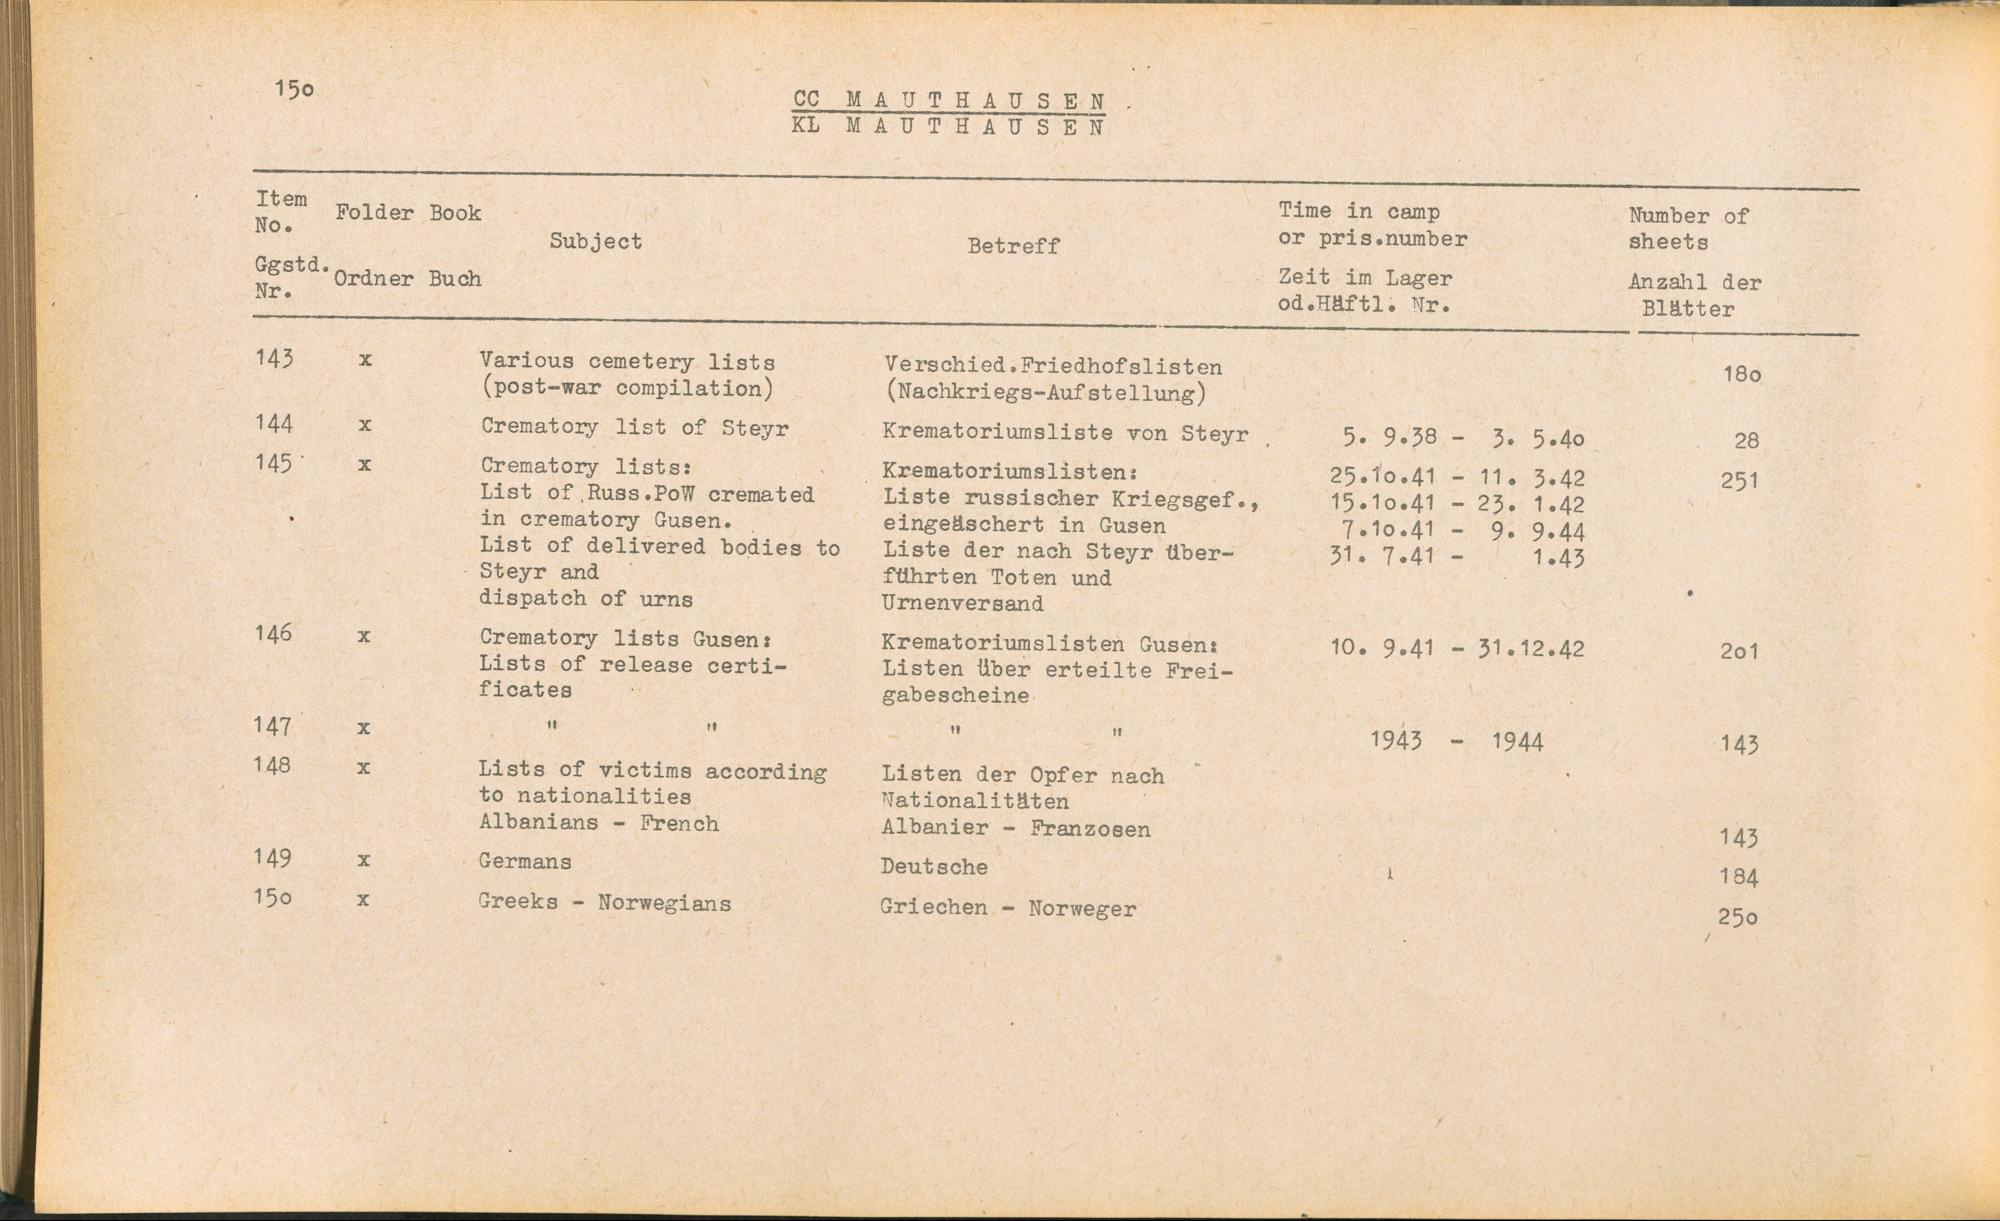 150
CC MAUTHAUSEN
KL MAUTHAUSEN
Item No. Folder Book Subject Betreff Time in camp or pris.number Number of sheets
Ggstd. Nr. Ordner Buch Zeit im Lager od.Häftl. Nr. Anzahl der Blätter
143 x Various cemetery lists Verschied.Friedhofslisten 180
(post-war compilation) (Nachkriegs-Aufstellung)
144 x Crematory list of Steyr Krematoriumsliste von Steyr 5. 9.38 - 3. 5.40 28
145 x Crematory lists: Krematoriumslisten: 25.10.41 - 11. 3.42 251
List of Russ.PoW cremated Liste russischer Kriegsgef., 15.10.41 - 23. 1.42
in crematory Gusen. eingeäschert in Gusen 7.10.41 - 9. 9.44
List of delivered bodies to Liste der nach Steyr über- 31. 7.41 - 1.43
Steyr and führten Toten und
dispatch of urns Urnenversand
146 x Crematory lists Gusen: Krematoriumslisten Gusen: 10. 9.41 - 31.12.42 201
Lists of release certi- Listen über erteilte Frei-
ficates gabescheine
147 x " " " " 1943 - 1944 143
148 x Lists of victims according Listen der Opfer nach
to nationalities Nationalitäten
Albanians - French Albanier - Franzosen 143
149 x Germans Deutsche 184
150 x Greeks - Norwegians Griechen - Norweger 250